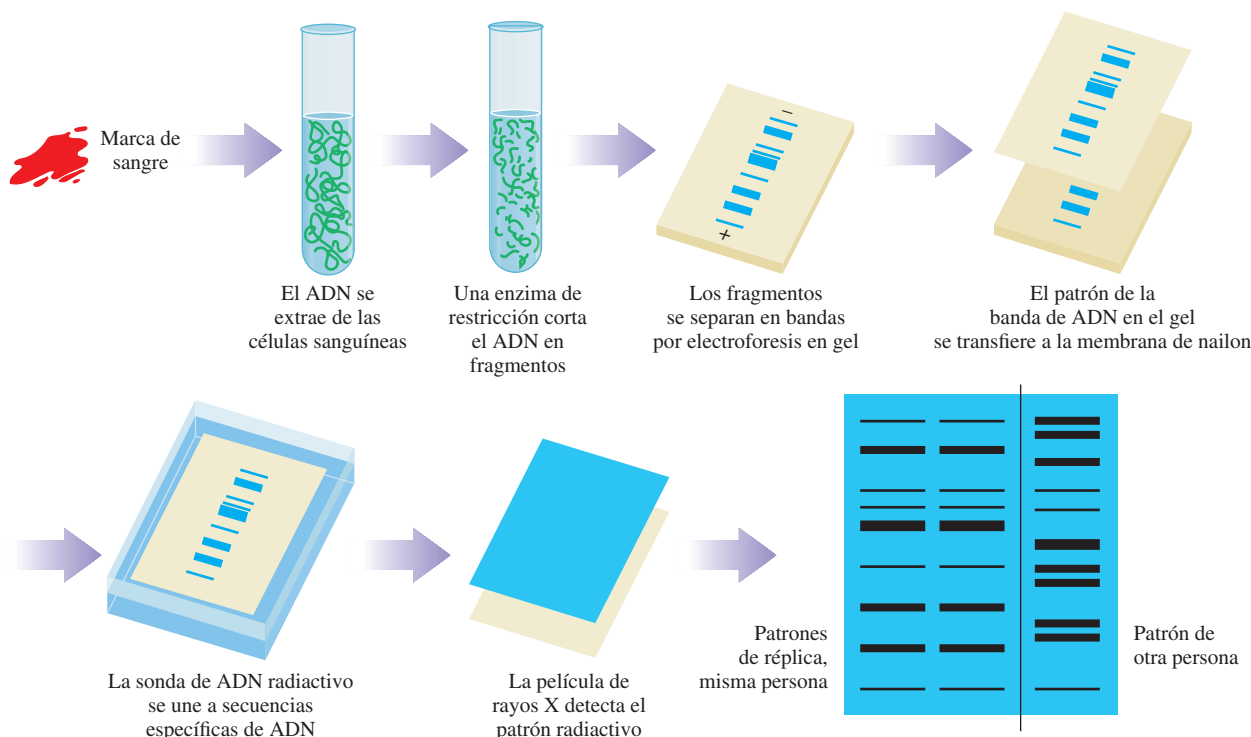 Marca de
sangre
El ADN se
extrae de las
células sanguíneas
Una enzima de
restricción corta
el ADN en
fragmentos
−
+
Los fragmentos
se separan en bandas
por electroforesis en gel
El patrón de la
banda de ADN en el gel
se transfiere a la membrana de nailon
La sonda de ADN radiactivo
se une a secuencias
específicas de ADN
La película de
rayos X detecta el
patrón radiactivo
Patrones
de réplica,
misma persona
Patrón de
otra persona